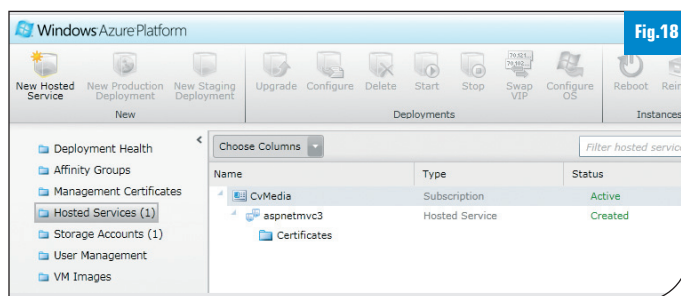 Windows Azure Platform
Fig.18
New Hosted Service
New Production Deployment
New Staging Deployment
Upgrade
Configure
Delete
Start
Stop
Swap VIP
Configure OS
Reboot
New
Deployments
Instances
Deployment Health
Affinity Groups
Management Certificates
Hosted Services (1)
Storage Accounts (1)
User Management
VM Images
Choose Columns
Filter hosted
Name
Type
Status
CvMedia
Subscription
Active
aspnetmvc3
Hosted Service
Created
Certificates